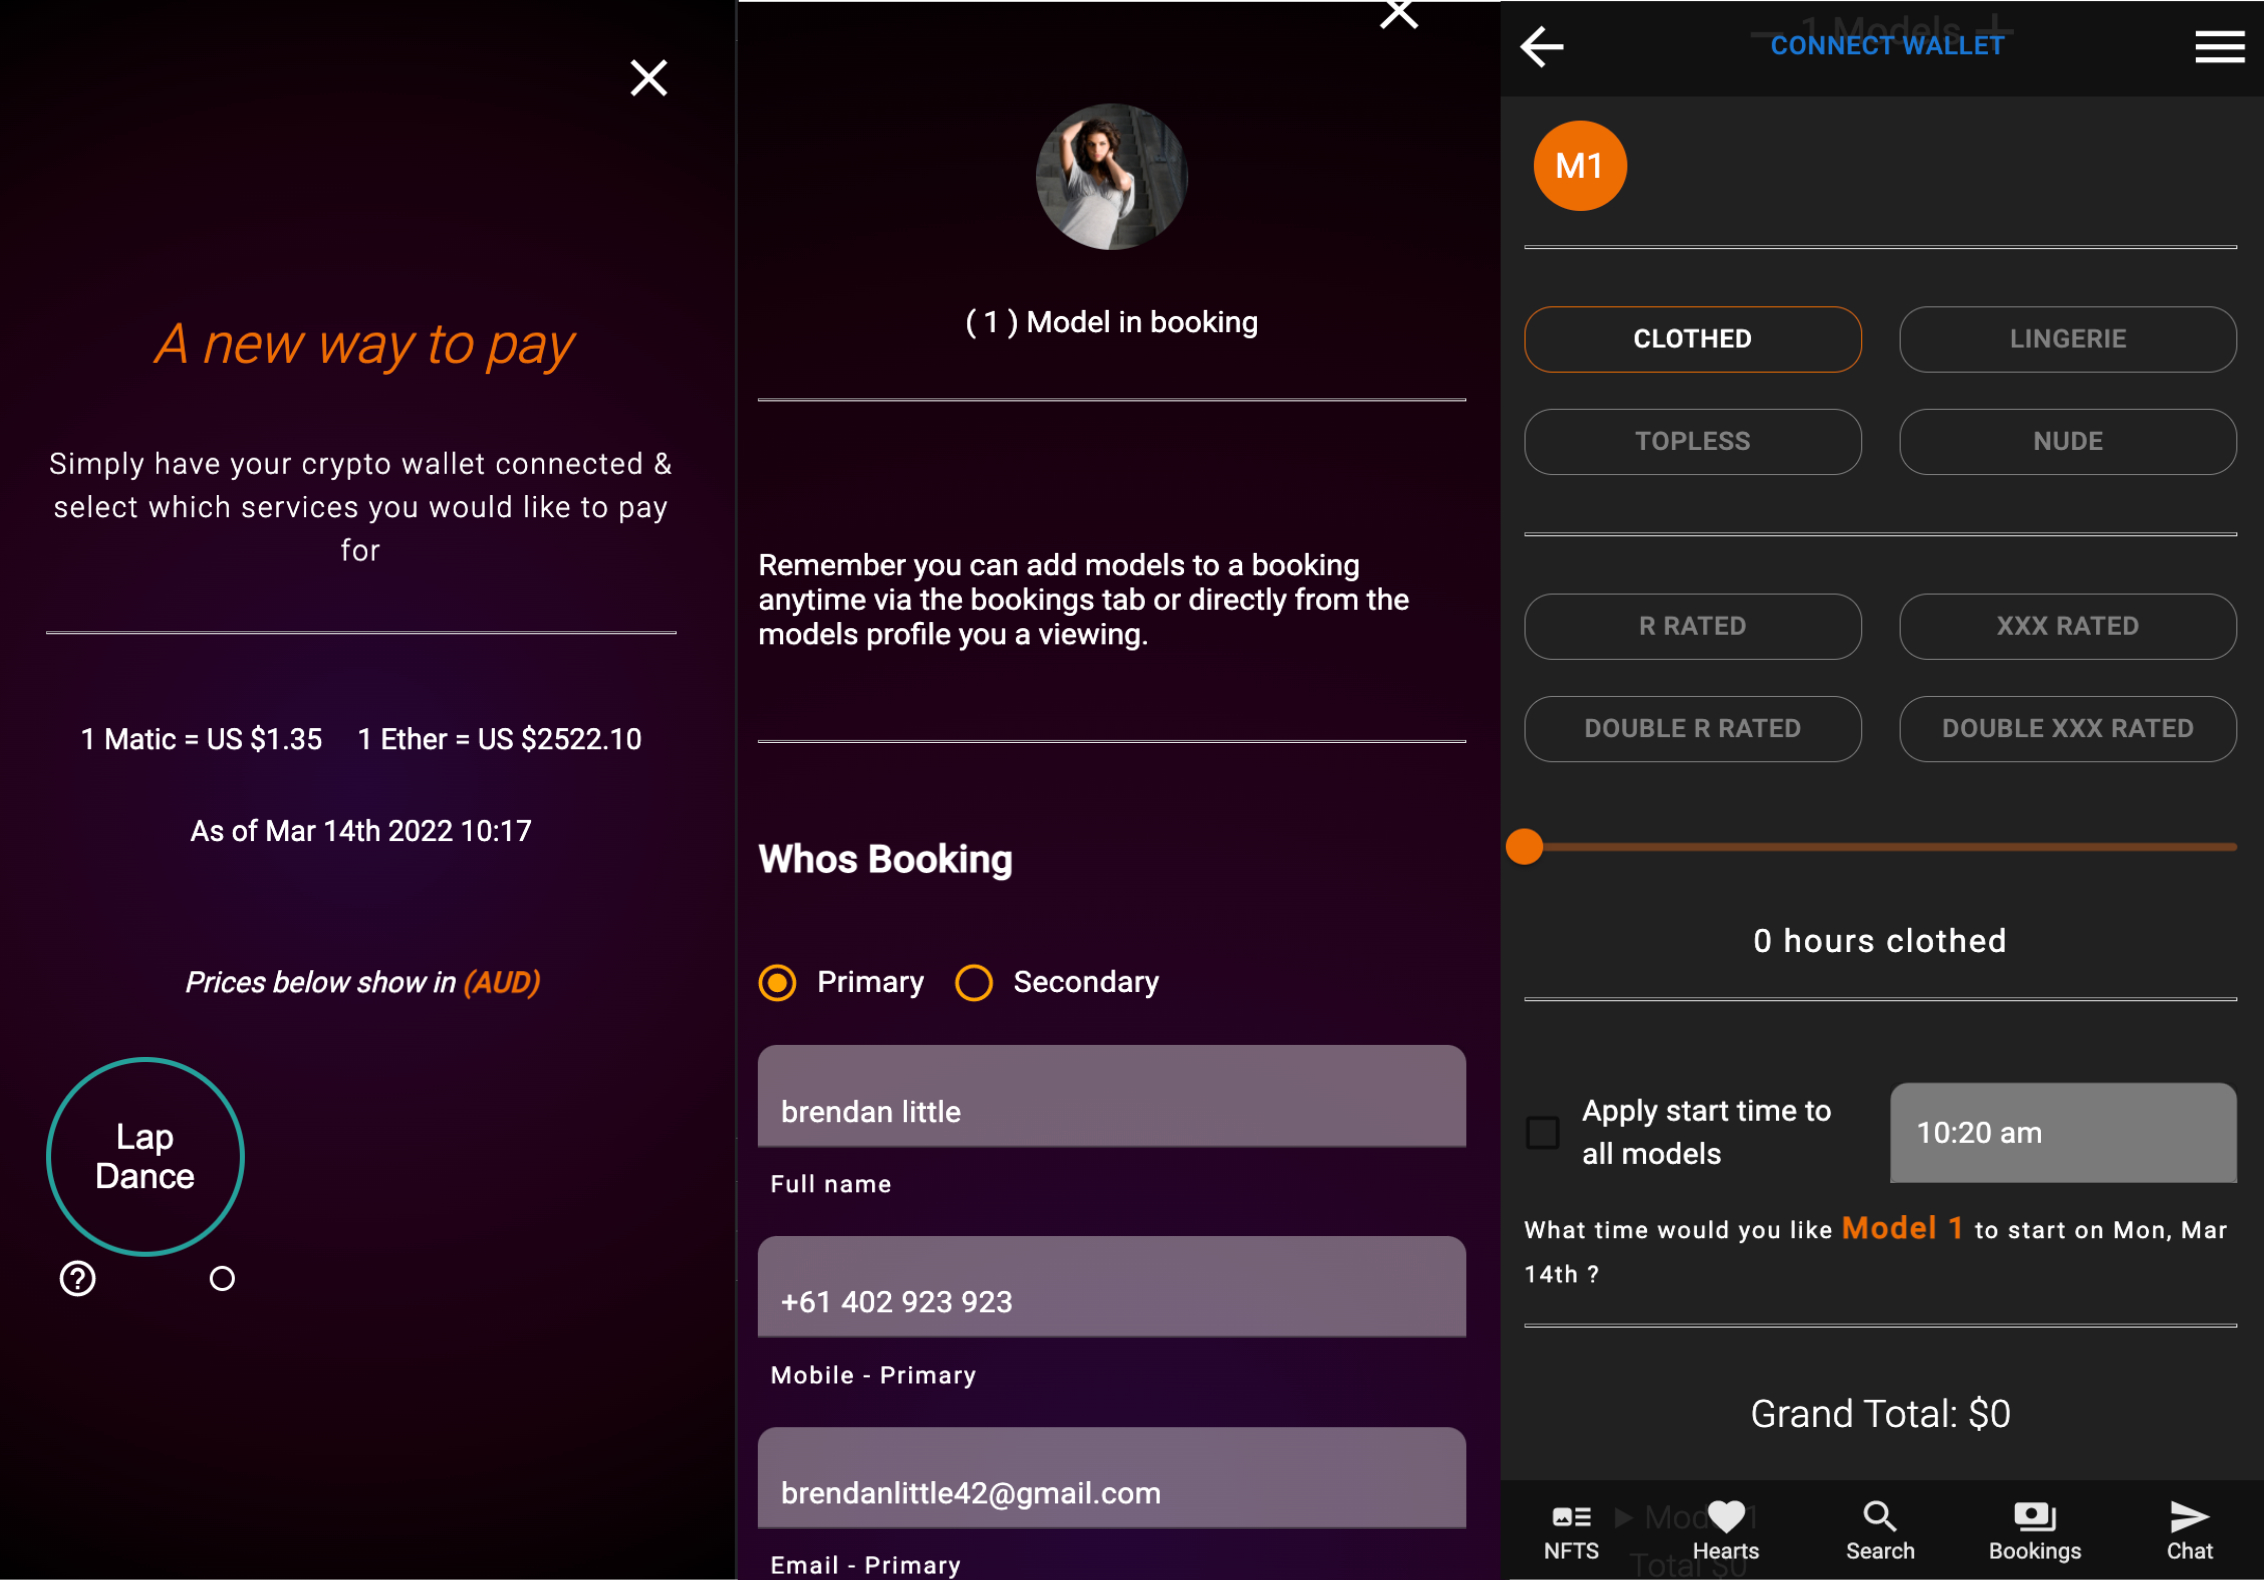 A new way to pay
Simply have your crypto wallet connected &
select which services you would like to pay
for
1 Matic = US $1.35 1 Ether = US $2522.10
As of Mar 14th 2022 10:17
Prices below show in (AUD)
Lap
Dance
?
( 1 ) Model in booking
Remember you can add models to a booking
anytime via the bookings tab or directly from the
models profile you a viewing.
Whos Booking
Primary Secondary
brendan little
Full name
+61 402 923 923
Mobile - Primary
brendanlittle42@gmail.com
Email - Primary
1 Models
CONNECT WALLET
M1
CLOTHED LINGERIE
TOPLESS NUDE
R RATED XXX RATED
DOUBLE R RATED DOUBLE XXX RATED
0 hours clothed
Apply start time to
all models
10:20 am
What time would you like Model 1 to start on Mon, Mar
14th ?
Grand Total: $0
Model 1
Total $0
NFTS Hearts Search Bookings Chat